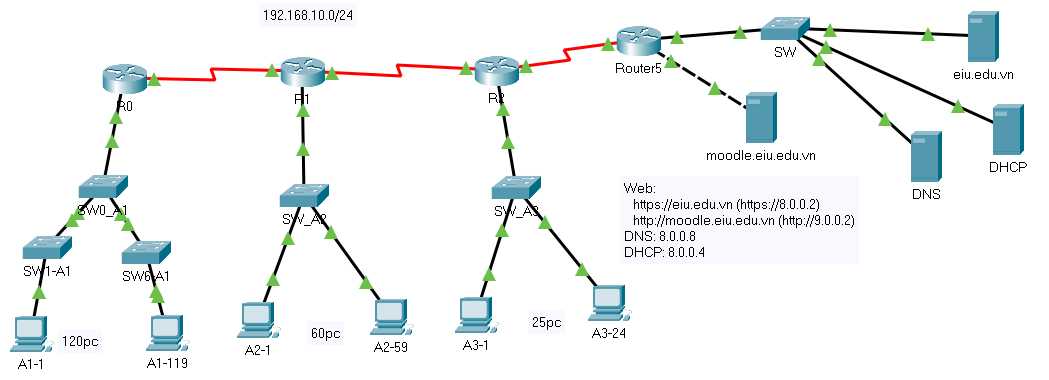 192.168.10.0/24
R0
R1
R2
Router5
SW
eiu.edu.vn
moodle.eiu.edu.vn
DNS
DHCP
Web:
https://eiu.edu.vn (https://8.0.0.2)
http://moodle.eiu.edu.vn (http://9.0.0.2)
DNS: 8.0.0.8
DHCP: 8.0.0.4
SW0_A1
SW_A2
SW_A3
SW1-A1
SW6-A1
A1-1
120pc
A1-119
A2-1
60pc
A2-59
A3-1
25pc
A3-24